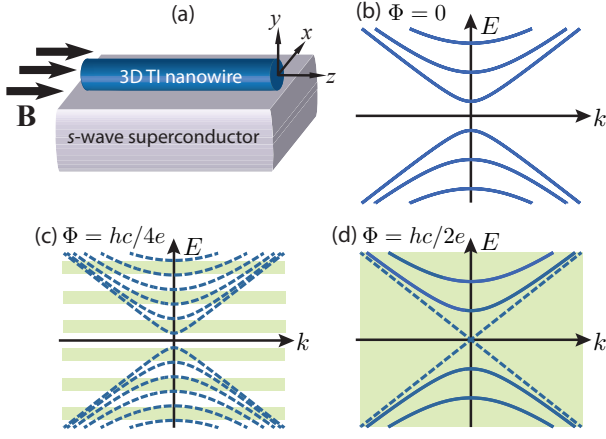 (a)
B
3D TI nanowire
s-wave superconductor
y
x
z
(b) Φ = 0
E
k
(c) Φ = hc/4e
E
k
(d) Φ = hc/2e
E
k